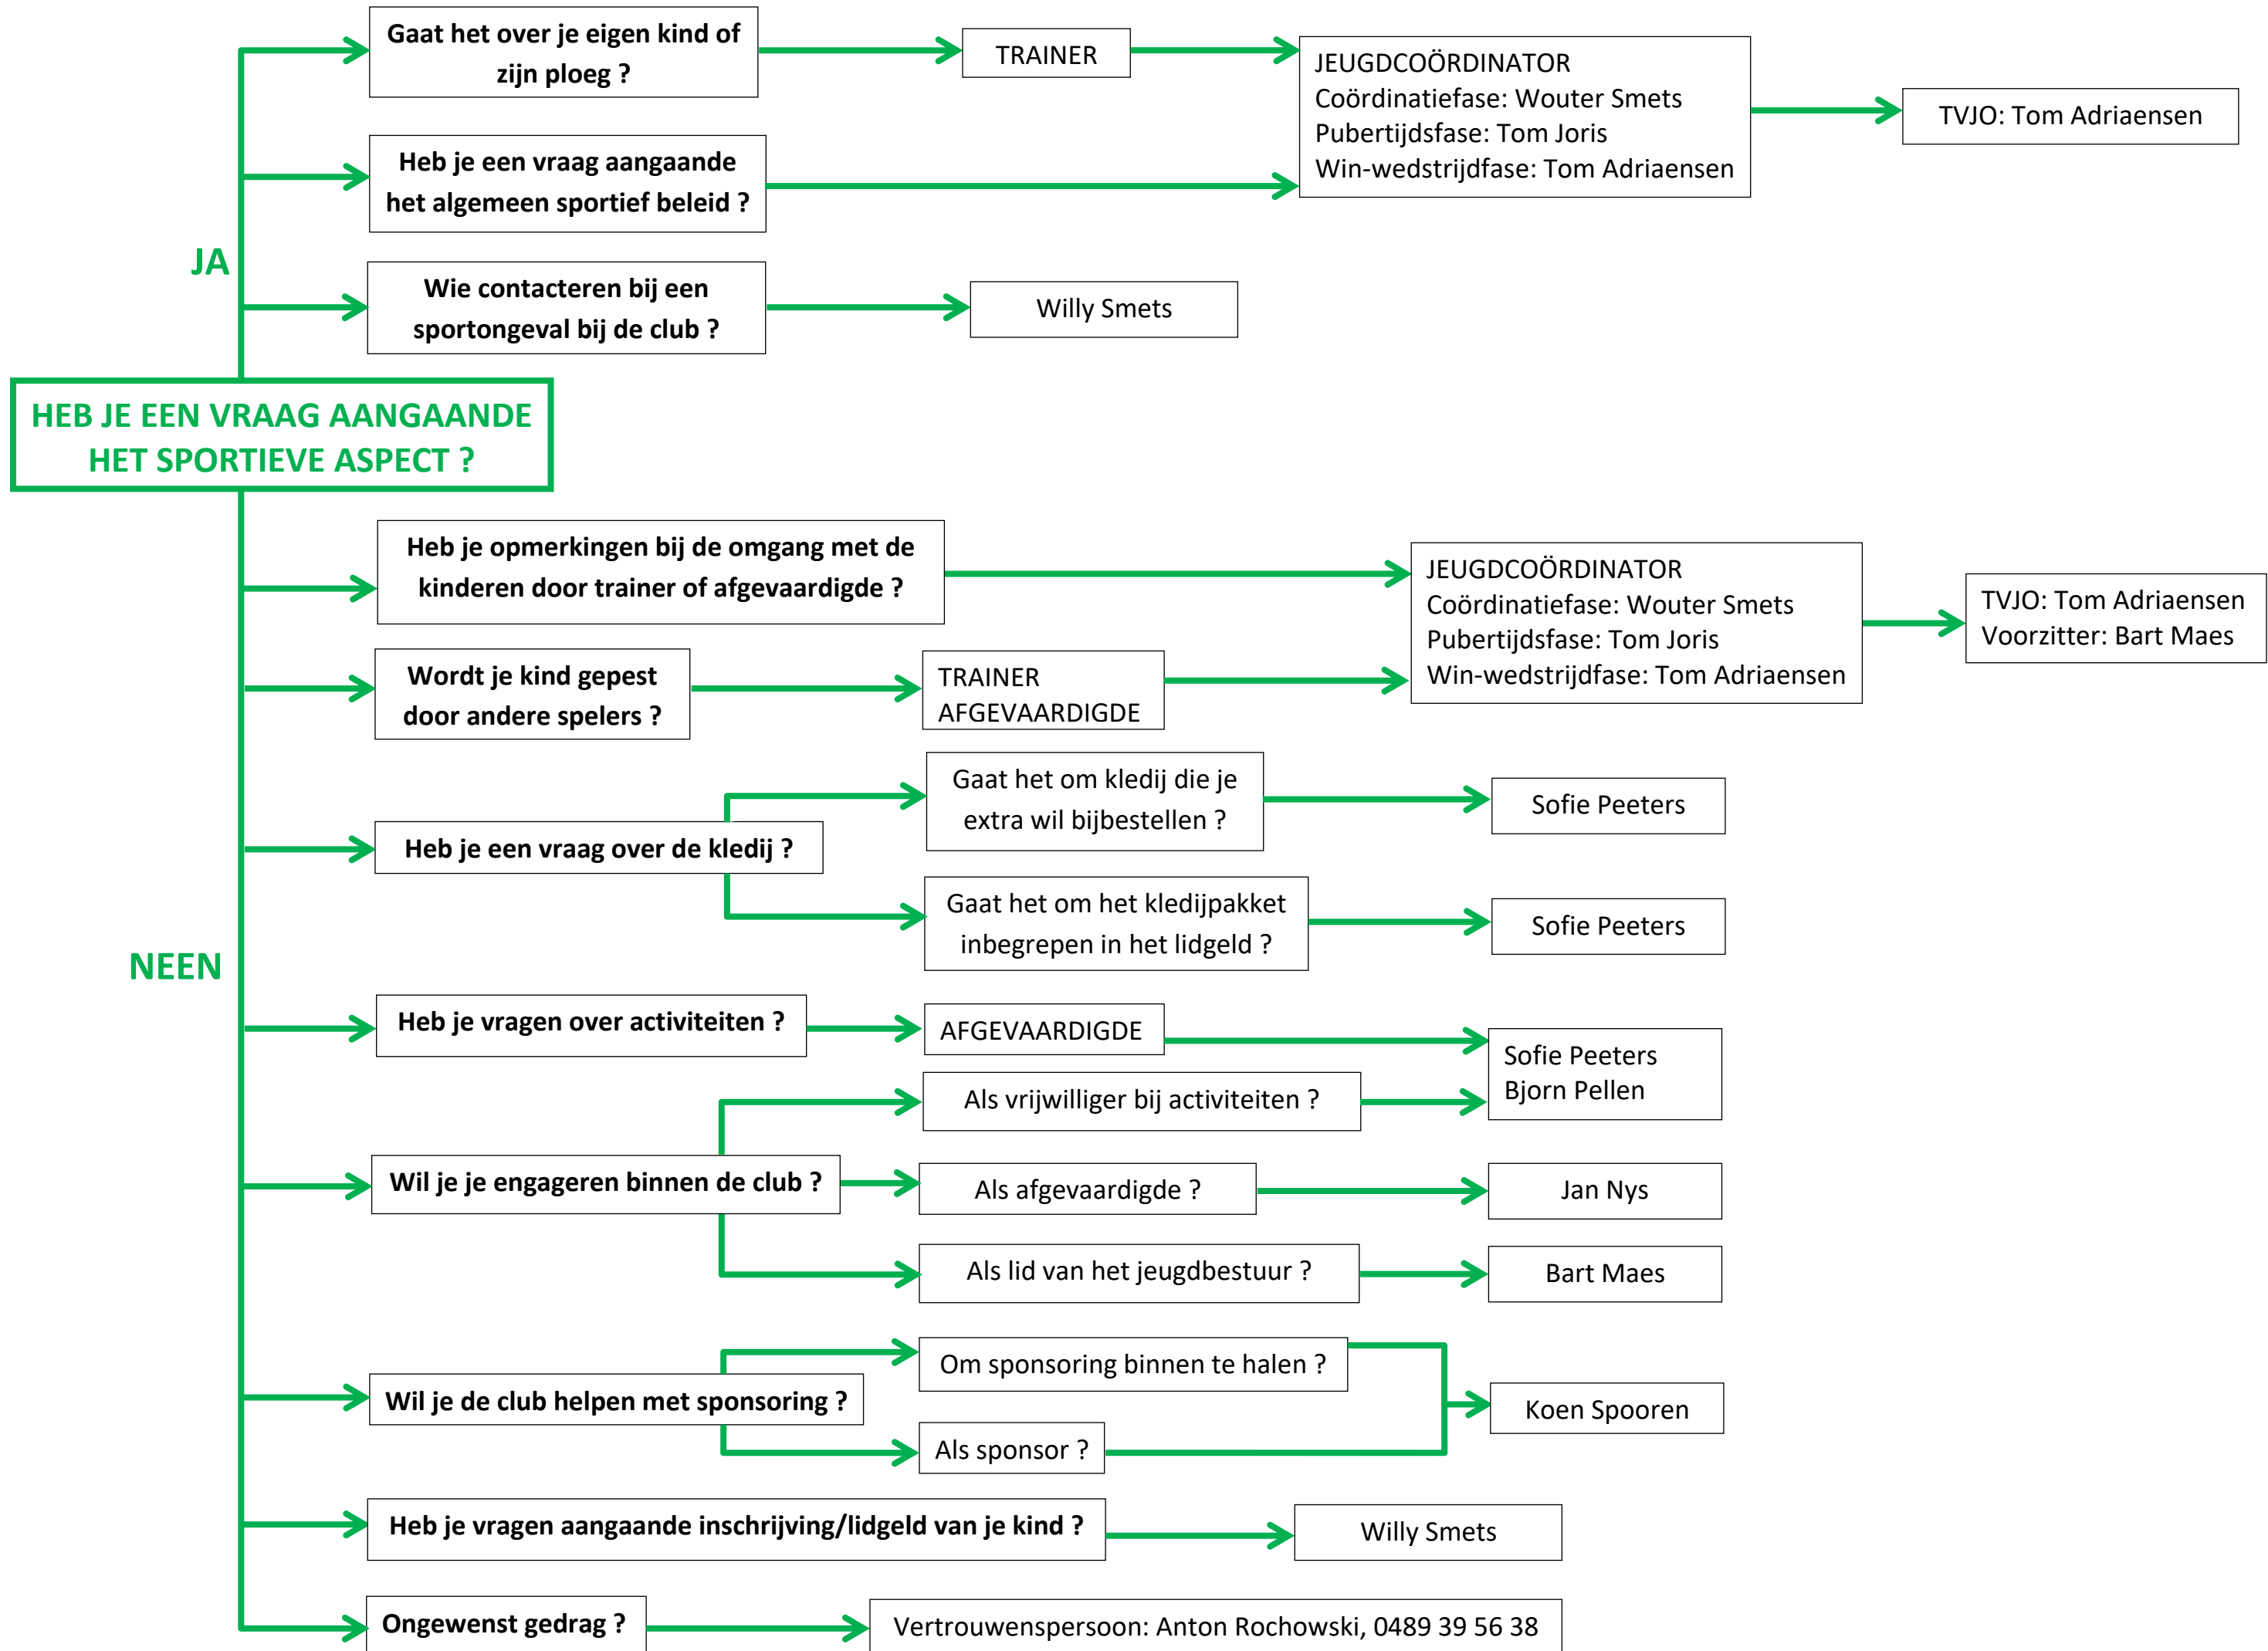 Gaat het over je eigen kind of
zijn ploeg ?
TRAINER
JEUGDCOÖRDINATOR
Coördinatiefase: Wouter Smets
Pubertijdsfase: Tom Joris
Win-wedstrijdfase: Tom Adriaensen
TVJO: Tom Adriaensen
Heb je een vraag aangaande
het algemeen sportief beleid ?
JA
Wie contacteren bij een
sportongeval bij de club ?
Willy Smets
HEB JE EEN VRAAG AANGAANDE
HET SPORTIEVE ASPECT ?
Heb je opmerkingen bij de omgang met de
kinderen door trainer of afgevaardigde ?
JEUGDCOÖRDINATOR
Coördinatiefase: Wouter Smets
Pubertijdsfase: Tom Joris
Win-wedstrijdfase: Tom Adriaensen
TVJO: Tom Adriaensen
Voorzitter: Bart Maes
Wordt je kind gepest
door andere spelers ?
TRAINER
AFGEVAARDIGDE
Gaat het om kledij die je
extra wil bijbestellen ?
Sofie Peeters
Heb je een vraag over de kledij ?
Gaat het om het kledijpakket
inbegrepen in het lidgeld ?
Sofie Peeters
NEEN
Heb je vragen over activiteiten ?
AFGEVAARDIGDE
Sofie Peeters
Bjorn Pellen
Als vrijwilliger bij activiteiten ?
Wil je je engageren binnen de club ?
Als afgevaardigde ?
Jan Nys
Als lid van het jeugdbestuur ?
Bart Maes
Om sponsoring binnen te halen ?
Wil je de club helpen met sponsoring ?
Koen Spooren
Als sponsor ?
Heb je vragen aangaande inschrijving/lidgeld van je kind ?
Willy Smets
Ongewenst gedrag ?
Vertrouwenspersoon: Anton Rochowski, 0489 39 56 38